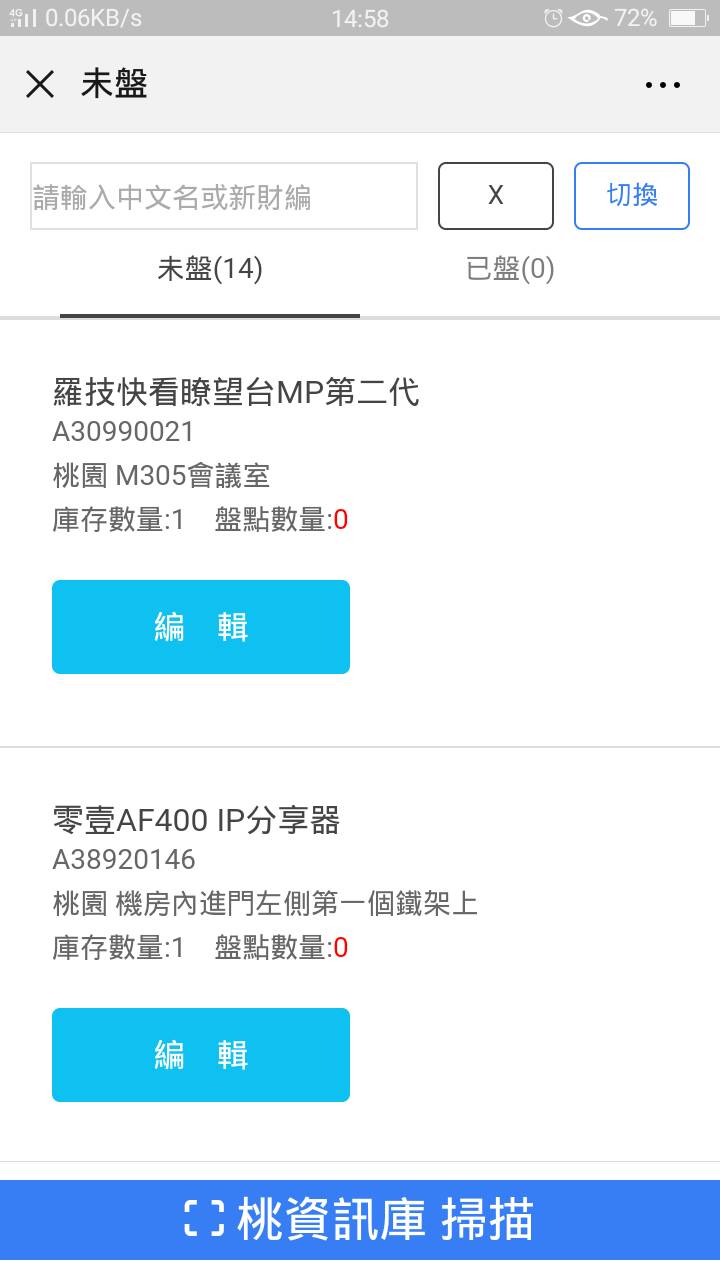 4G 0.06KB/s 14:58 72%
未盤
請輸入中文名或新財編 X 切換
未盤(14) 已盤(0)
羅技快看瞭望台MP第二代
A30990021
桃園 M305會議室
庫存數量:1 盤點數量:0
編 輯
零壹AF400 IP分享器
A38920146
桃園 機房內進門左側第一個鐵架上
庫存數量:1 盤點數量:0
編 輯
桃資訊庫 掃描